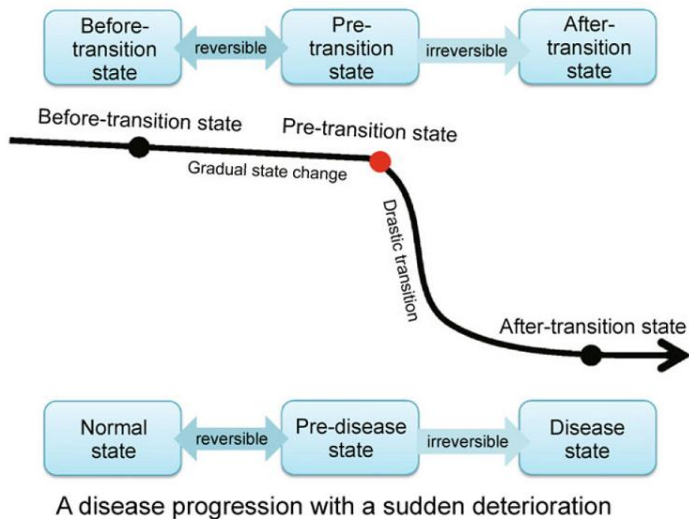 Before-
transition
state
reversible
Pre-
transition
state
irreversible
After-
transition
state
Before-transition state
Pre-transition state
Gradual state change
Drastic transition
After-transition state
Normal
state
reversible
Pre-disease
state
irreversible
Disease
state
A disease progression with a sudden deterioration